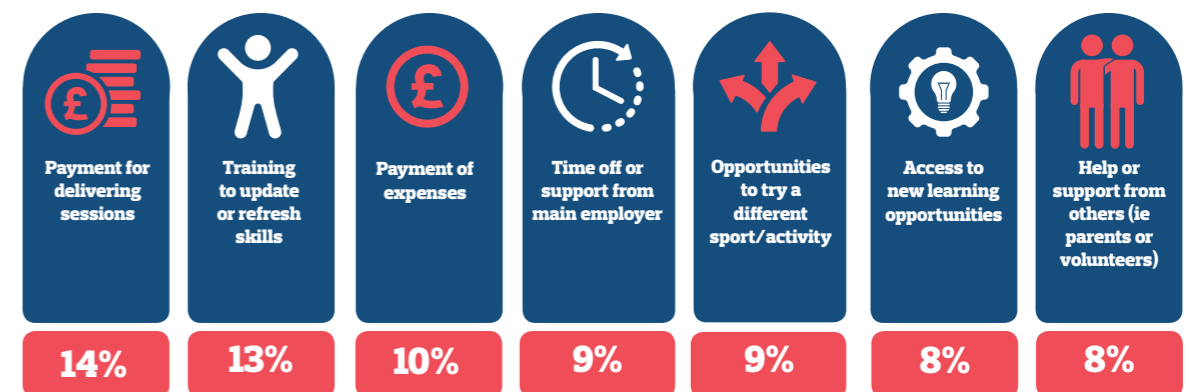 £
Payment for
delivering
sessions
14%
Training
to update
or refresh
skills
13%
£
Payment of
expenses
10%
Time off or
support from
main employer
9%
Opportunities
to try a
different
sport/activity
9%
Access to
new learning
opportunities
8%
Help or
support from
others (ie
parents or
volunteers)
8%